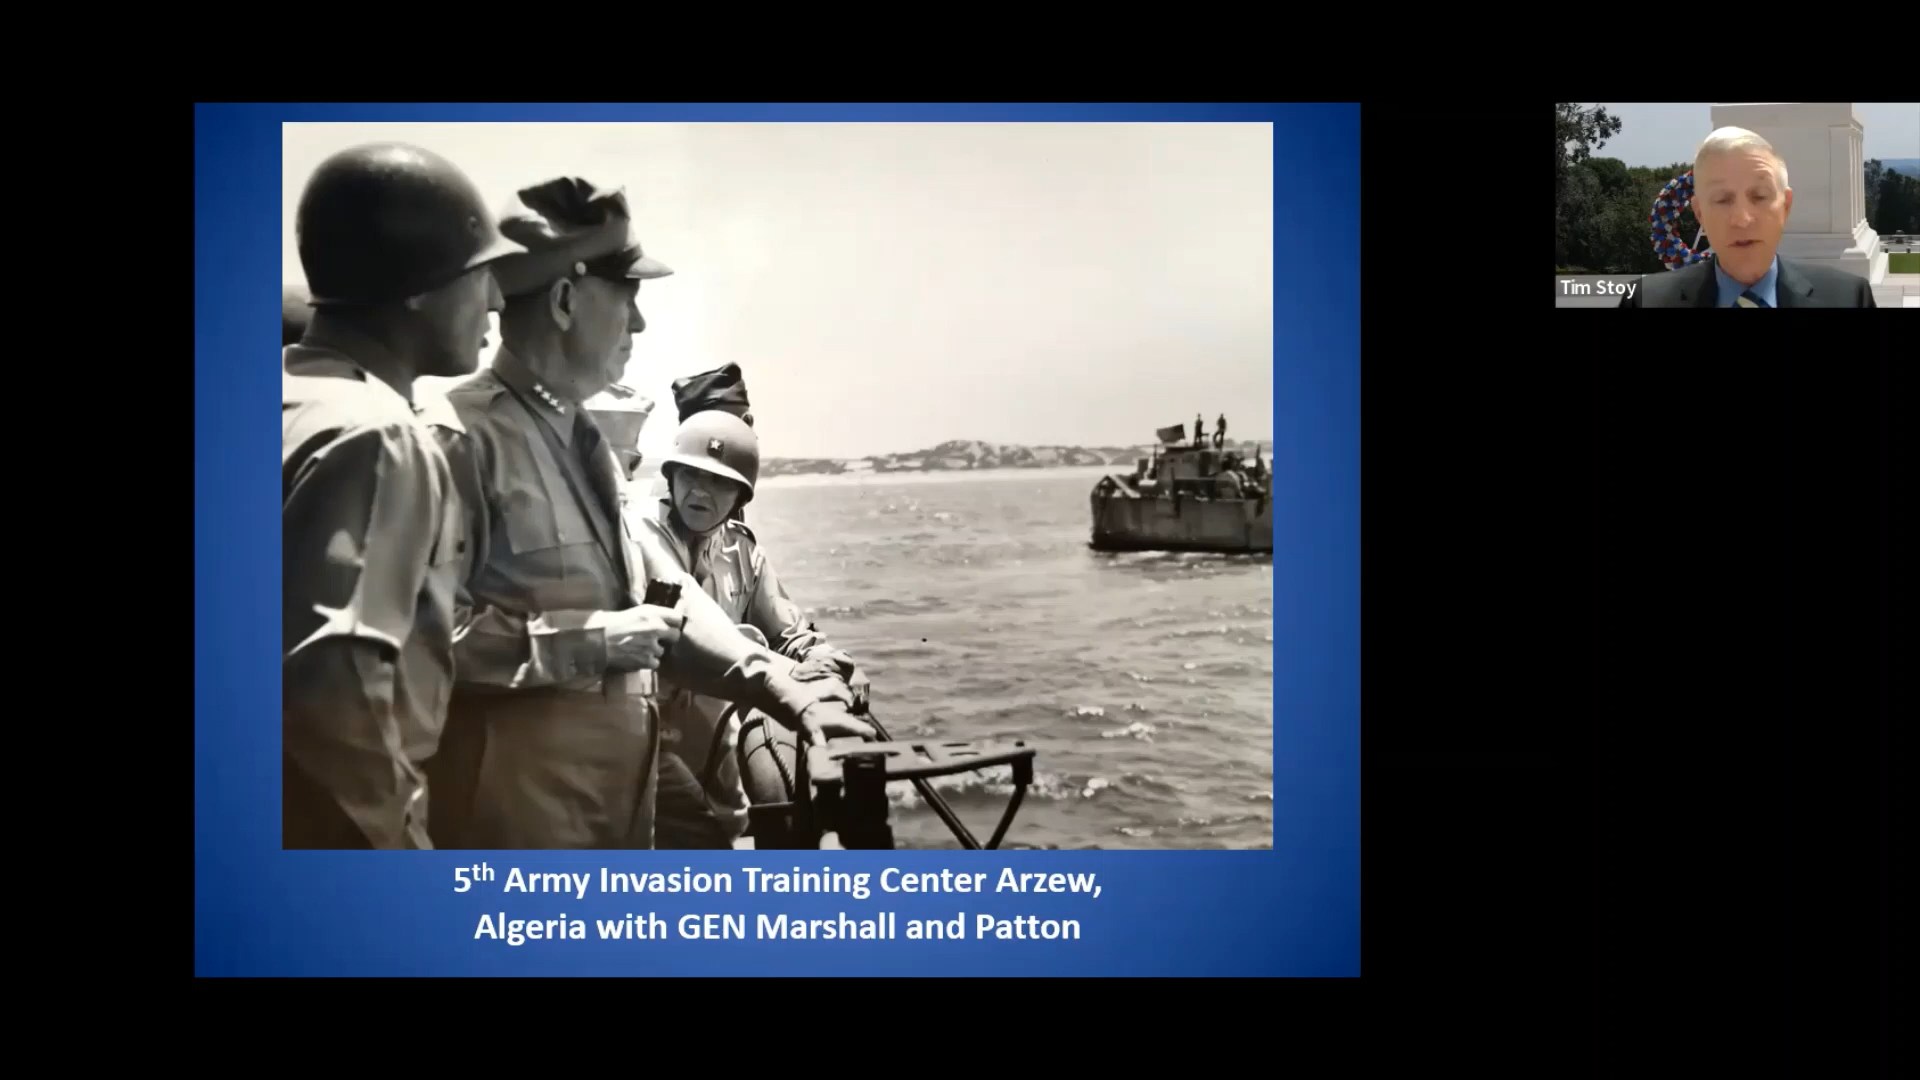 5th Army Invasion Training Center Arzew,
Algeria with GEN Marshall and Patton
Tim Stoy